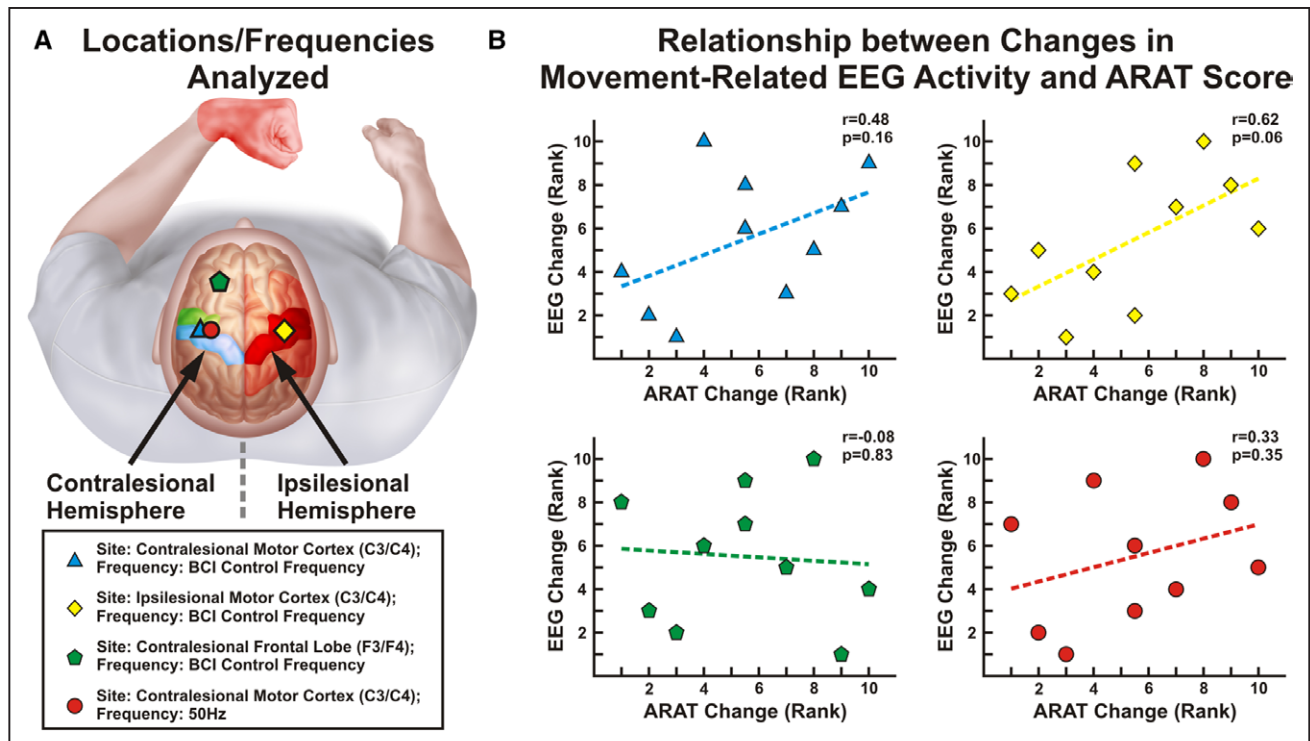 A Locations/Frequencies
Analyzed
Contralesional
Hemisphere
Ipsilesional
Hemisphere
Site: Contralesional Motor Cortex (C3/C4);
Frequency: BCI Control Frequency
Site: Ipsilesional Motor Cortex (C3/C4);
Frequency: BCI Control Frequency
Site: Contralesional Frontal Lobe (F3/F4);
Frequency: BCI Control Frequency
Site: Contralesional Motor Cortex (C3/C4);
Frequency: 50Hz
B Relationship between Changes in
Movement-Related EEG Activity and ARAT Score
r=0.48
p=0.16
EEG Change (Rank)
10
8
6
4
2
2 4 6 8 10
ARAT Change (Rank)
r=0.62
p=0.06
EEG Change (Rank)
10
8
6
4
2
2 4 6 8 10
ARAT Change (Rank)
r=-0.08
p=0.83
EEG Change (Rank)
10
8
6
4
2
2 4 6 8 10
ARAT Change (Rank)
r=0.33
p=0.35
EEG Change (Rank)
10
8
6
4
2
2 4 6 8 10
ARAT Change (Rank)